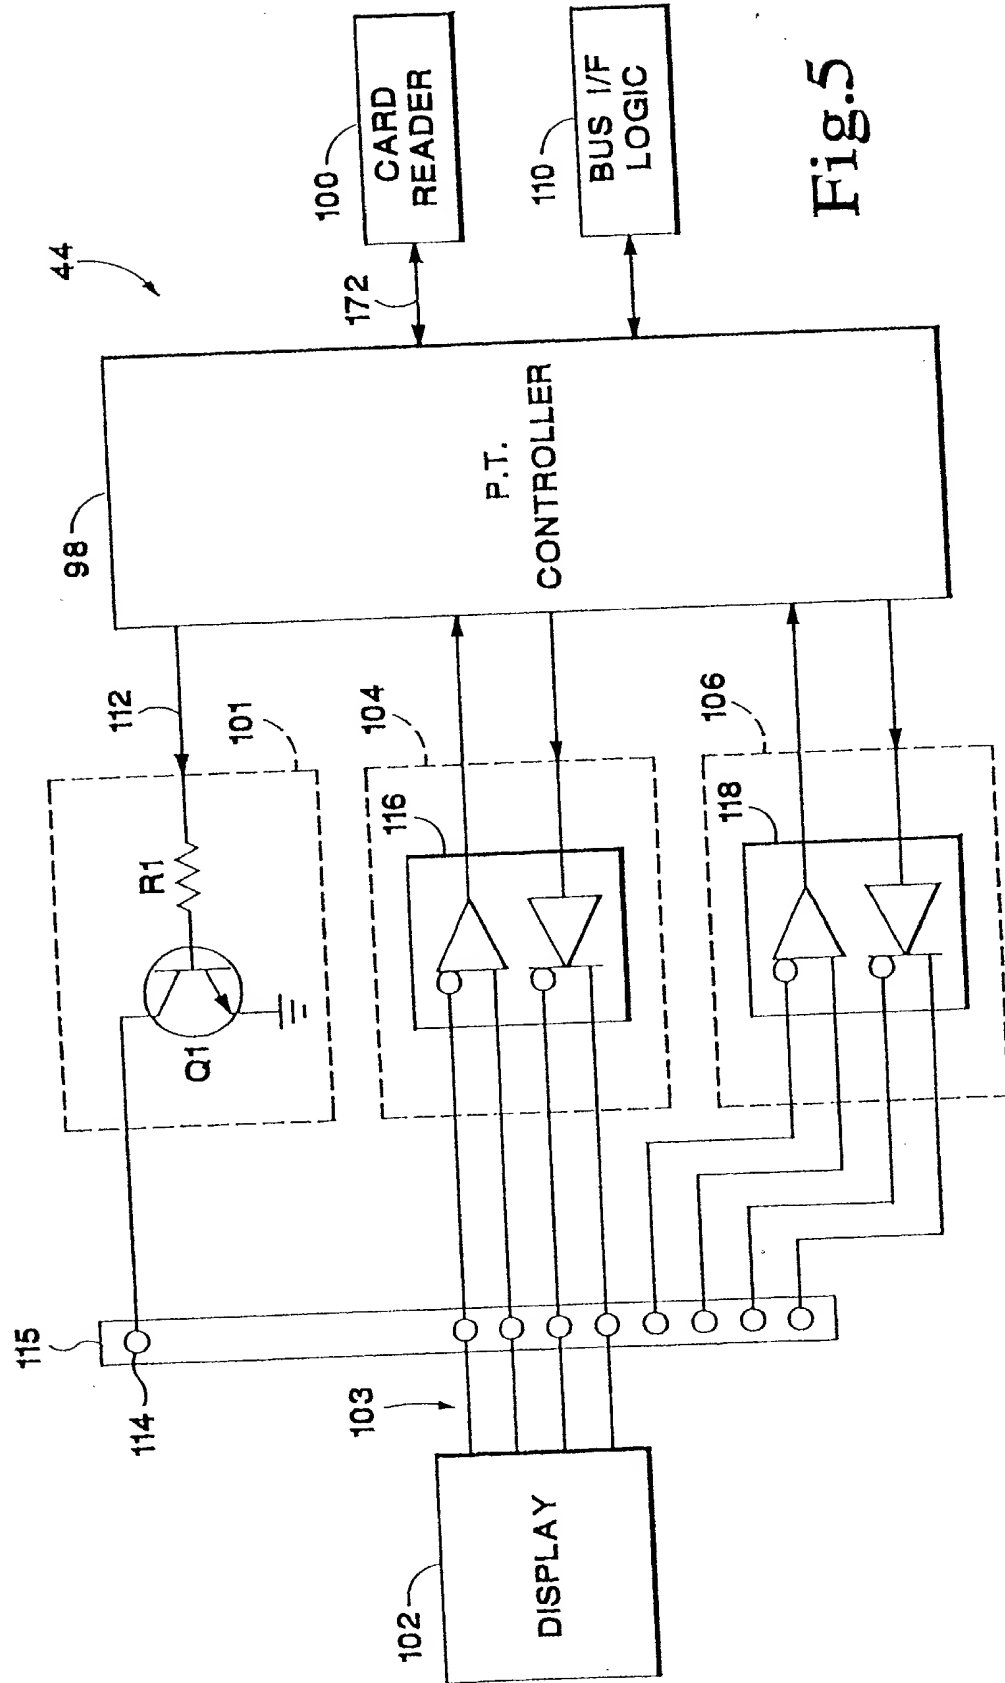 44
98
P.T.
CONTROLLER
172
100
CARD
READER
110
BUS I/F
LOGIC
112
101
R1
Q1
104
116
106
118
115
114
103
102
DISPLAY
Fig.5